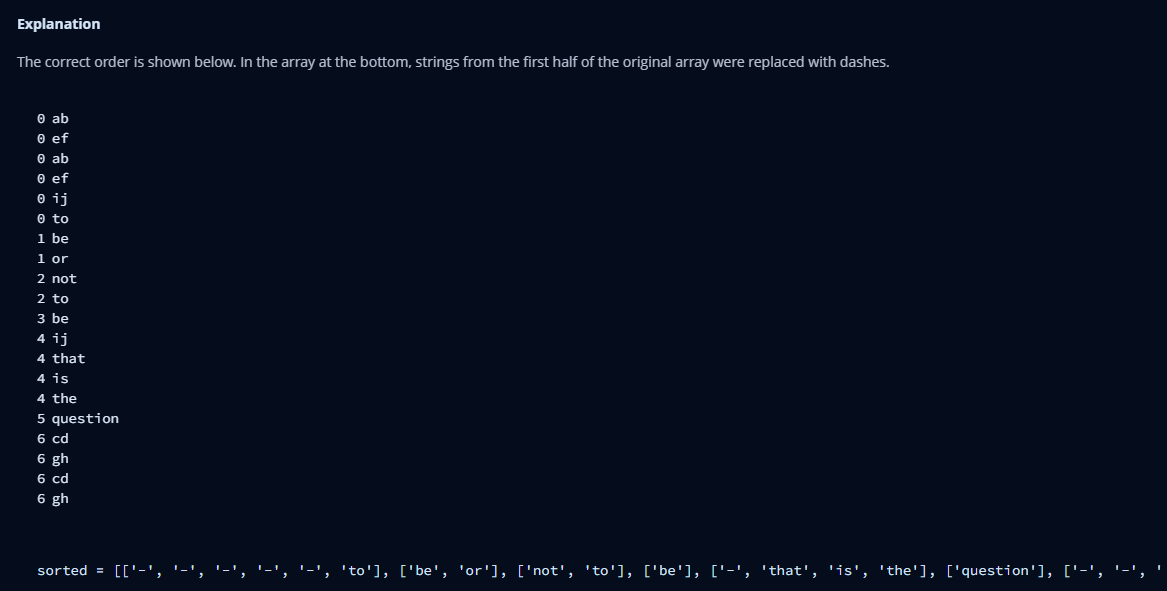 Explanation
The correct order is shown below. In the array at the bottom, strings from the first half of the original array were replaced with dashes.
0 ab
0 ef
0 ab
0 ef
0 ij
0 to
1 be
1 or
2 not
2 to
3 be
4 ij
4 that
4 is
4 the
5 question
6 cd
6 gh
6 cd
6 gh
sorted = [['-', '-', '-', '-', '-', 'to'], ['be', 'or'], ['not', 'to'], ['be'], ['-', 'that', 'is', 'the'], ['question'], ['-', '-', '